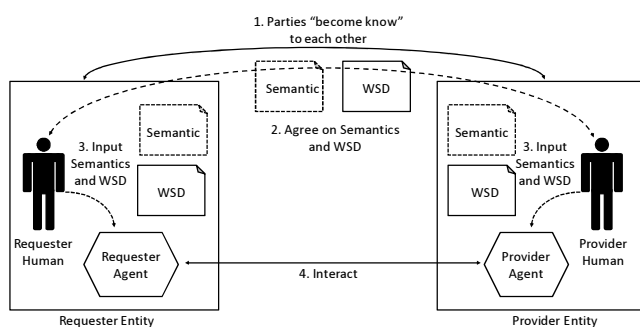 1. Parties “become know”
to each other
Semantic
WSD
2. Agree on Semantics
and WSD
Semantic
3. Input
Semantics
and WSD
WSD
Requester
Human
Requester
Agent
Requester Entity
4. Interact
Semantic
3. Input
Semantics
and WSD
WSD
Provider
Agent
Provider
Human
Provider Entity